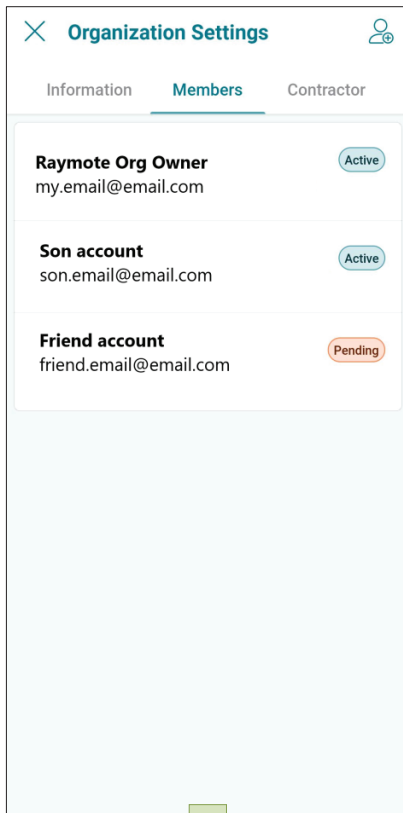 Organization Settings
Information Members Contractor
Raymote Org Owner Active
my.email@email.com
Son account Active
son.email@email.com
Friend account Pending
friend.email@email.com